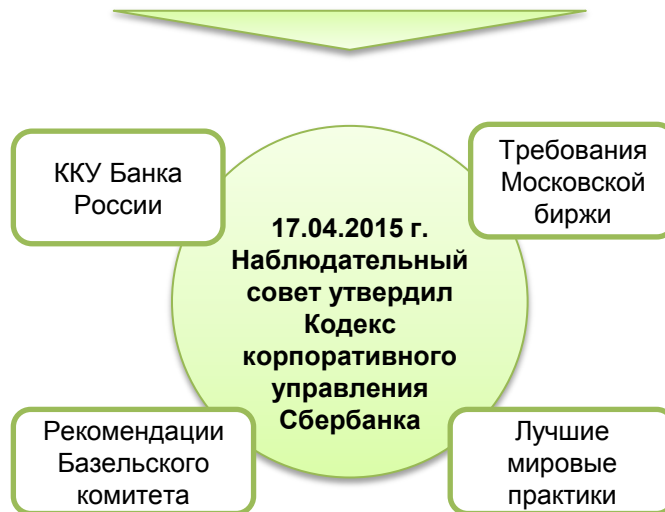 ККУ Банка
России
Требования
Московской
биржи
17.04.2015 г.
Наблюдательный
совет утвердил
Кодекс
корпоративного
управления
Сбербанка
Рекомендации
Базельского
комитета
Лучшие
мировые
практики